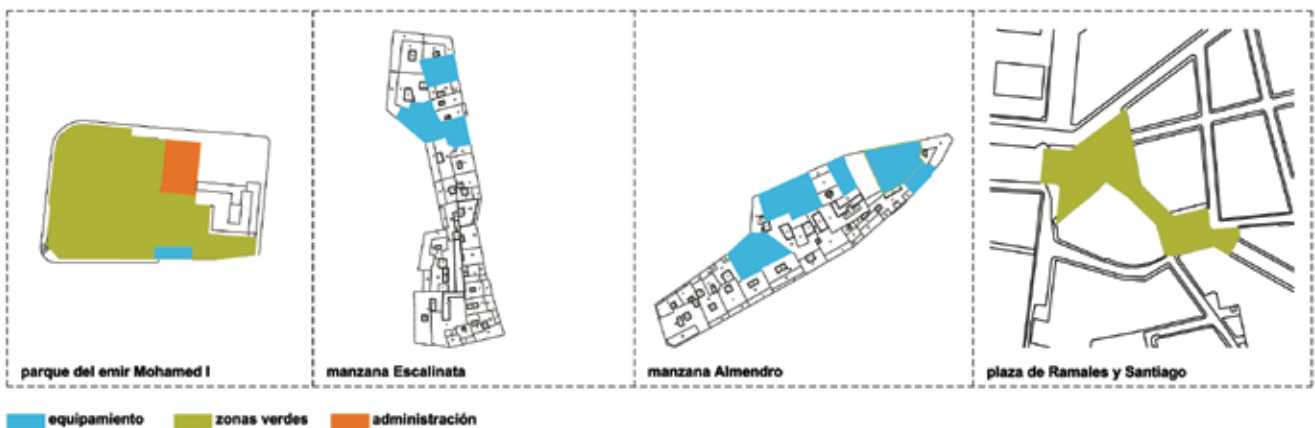 parque del emir Mohamed I
manzana Escalinata
manzana Almendro
plaza de Ramales y Santiago
equipamiento
zonas verdes
administración